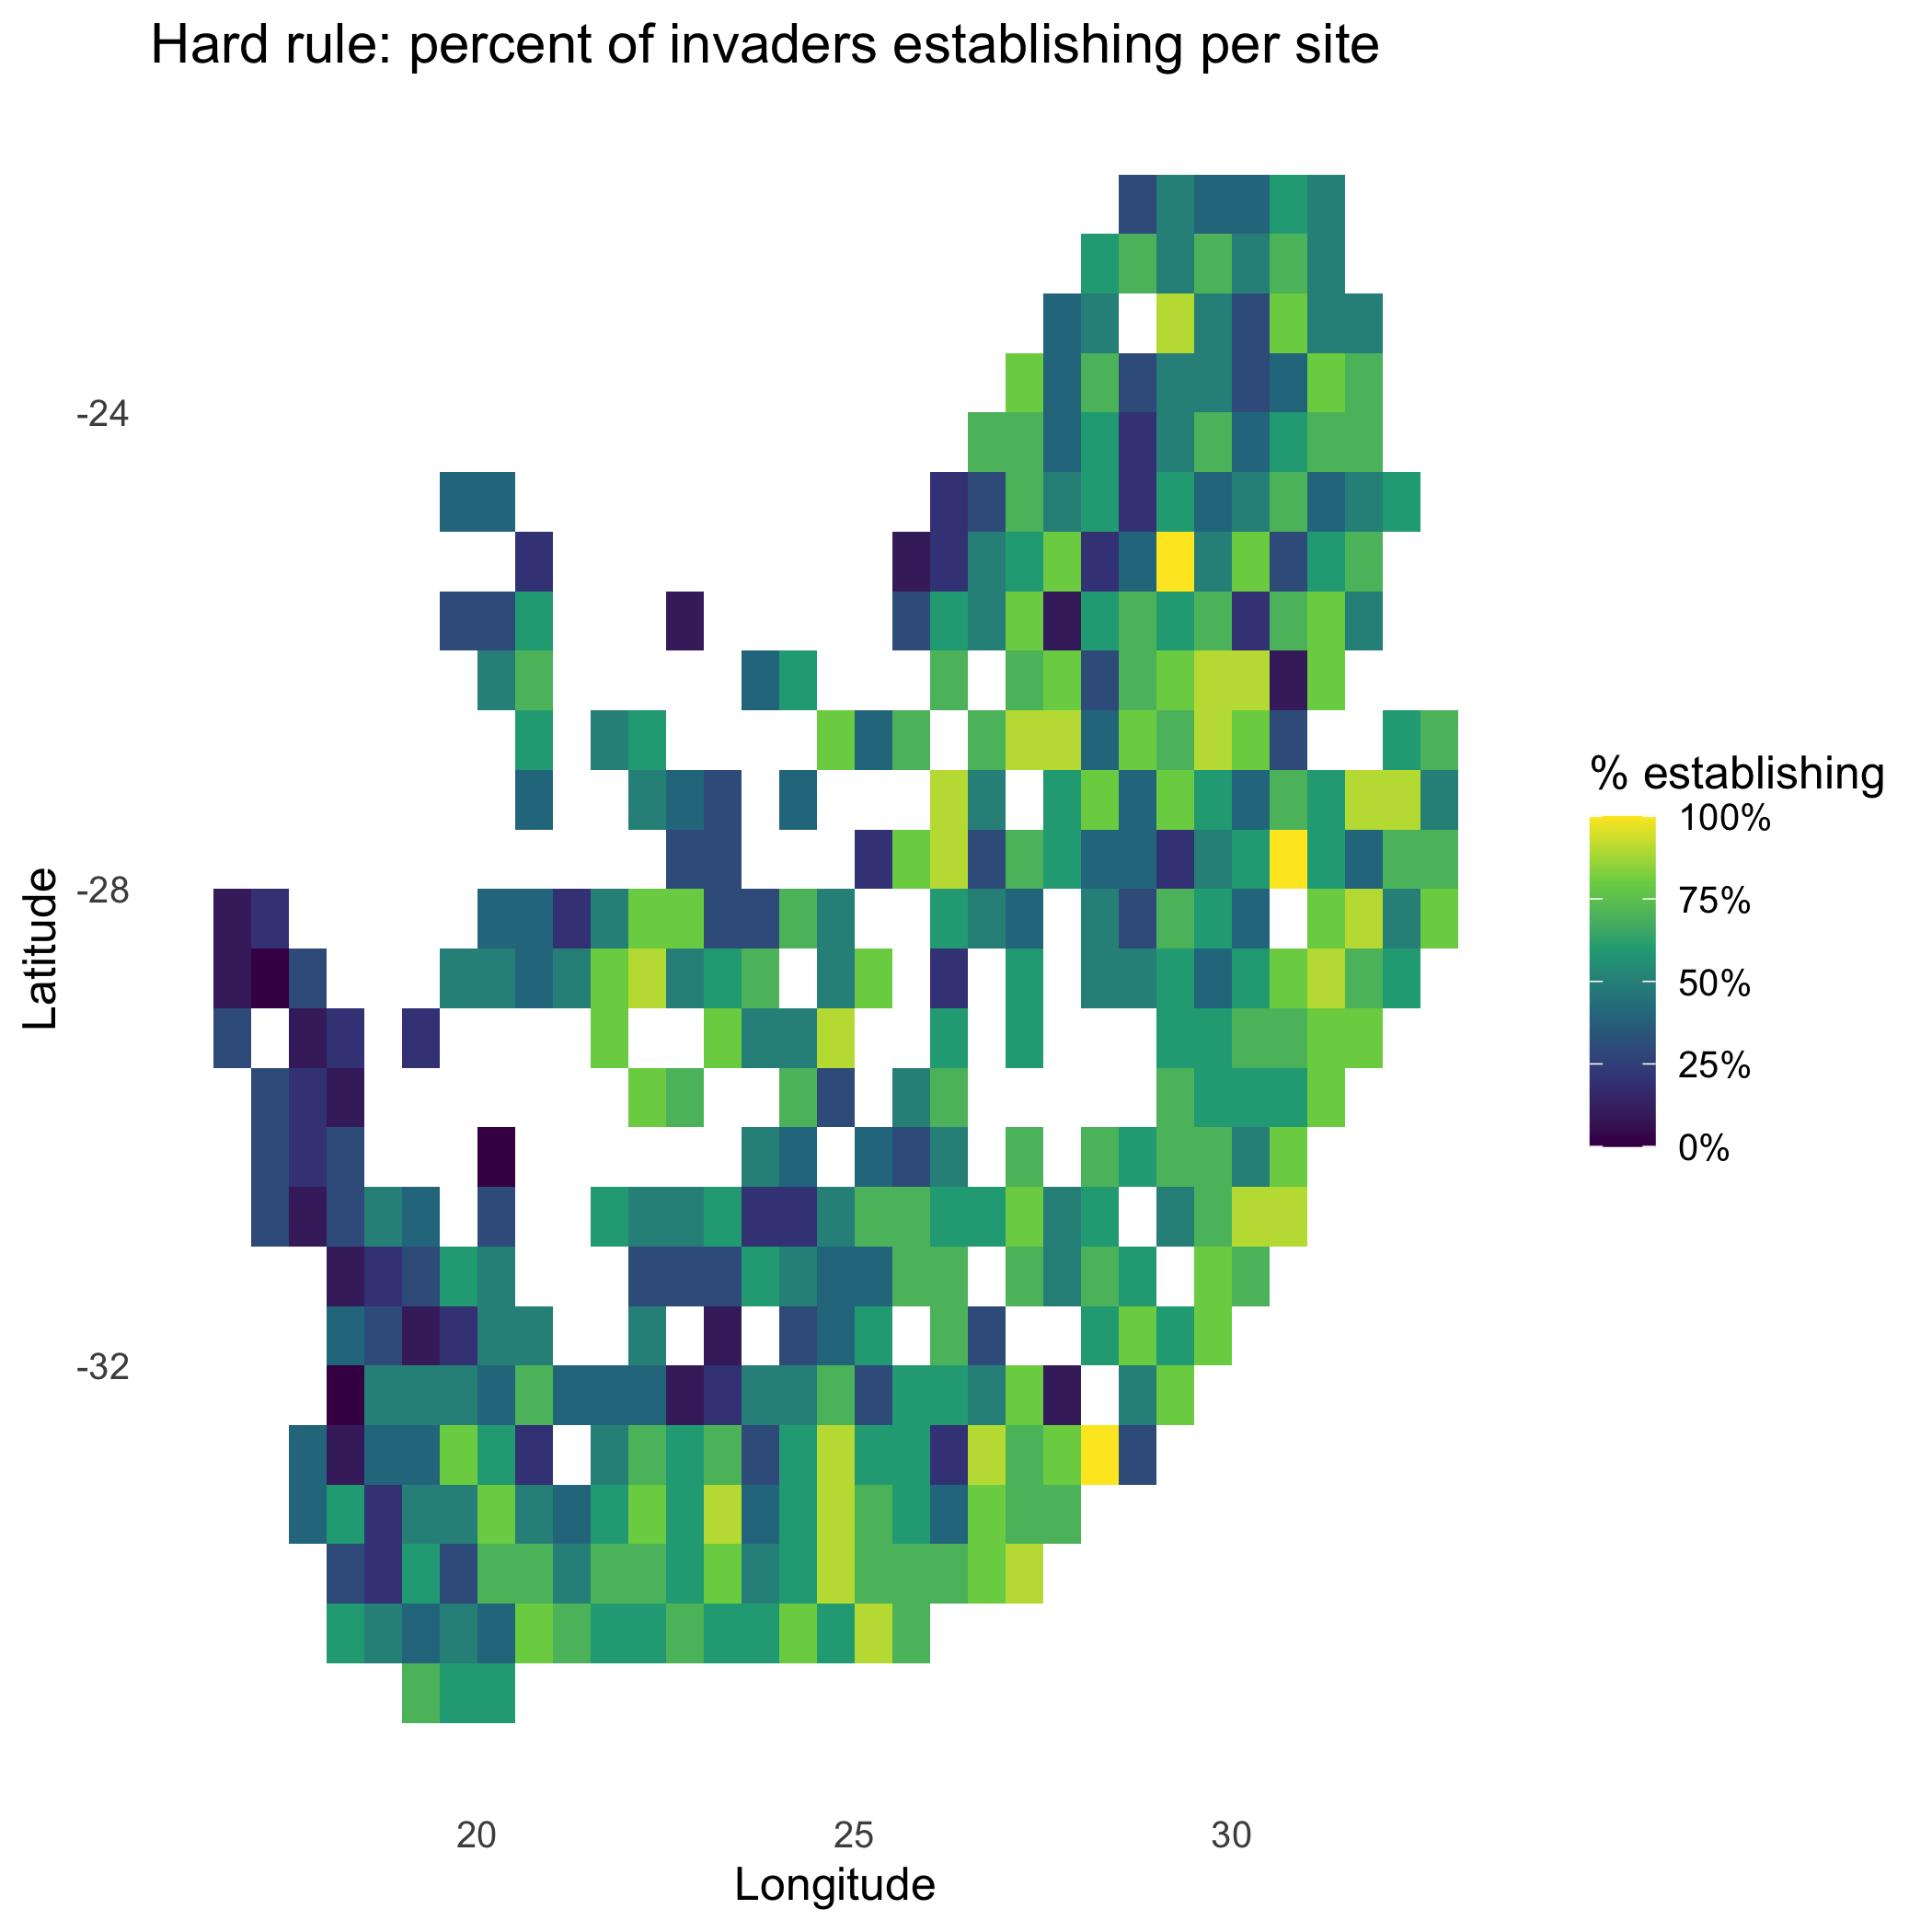 Hard rule: percent of invaders establishing per site
-24
-28
-32
Latitude
20 25 30
Longitude
% establishing
100%
75%
50%
25%
0%